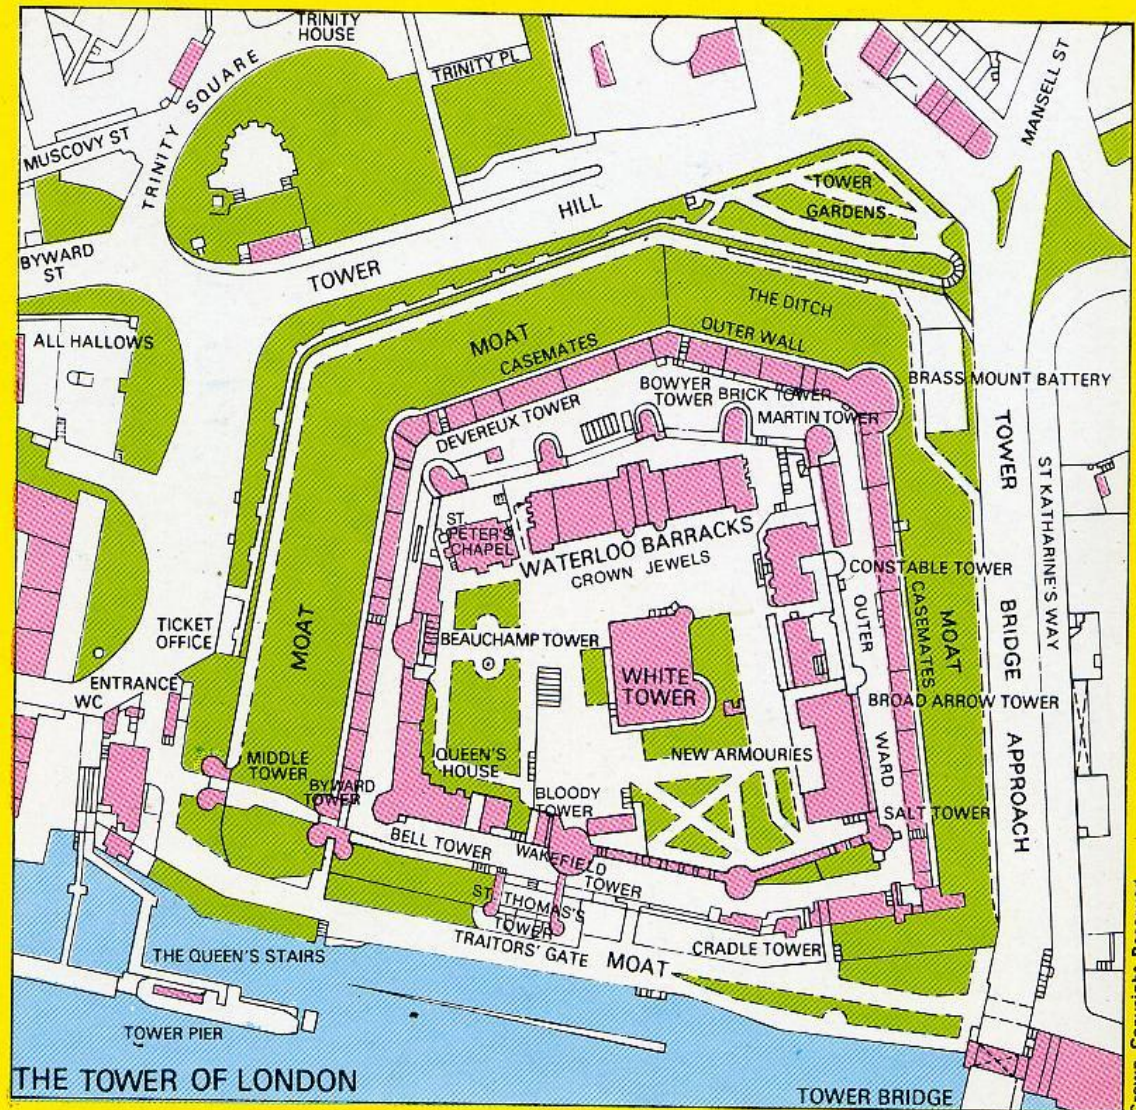 TRINITY
HOUSE
TRINITY PL
TRINITY SQUARE
MUSCOVY ST
MANSELL ST
BYWARD
ST
TOWER HILL
TOWER
GARDENS
ALL HALLOWS
MOAT
CASEMATES
THE DITCH
OUTER WALL
BRASS MOUNT BATTERY
BOWYER
TOWER
BRICK TOWER
MARTIN TOWER
DEVEREUX TOWER
ST
PETER'S
CHAPEL
WATERLOO BARRACKS
CROWN JEWELS
CONSTABLE TOWER
CASEMATES
MOAT
OUTER WARD
TOWER BRIDGE APPROACH
ST KATHARINE'S WAY
TICKET
OFFICE
MOAT
BEAUCHAMP TOWER
WHITE
TOWER
ENTRANCE
WC
BROAD ARROW TOWER
MIDDLE
TOWER
QUEEN'S
HOUSE
NEW ARMOURIES
BYWARD
TOWER
BLOODY
TOWER
SALT TOWER
BELL TOWER
WAKEFIELD
TOWER
ST THOMAS'S
TOWER
TRAITORS' GATE
MOAT
CRADLE TOWER
THE QUEEN'S STAIRS
TOWER PIER
THE TOWER OF LONDON
TOWER BRIDGE
Crown Copyright Reserved